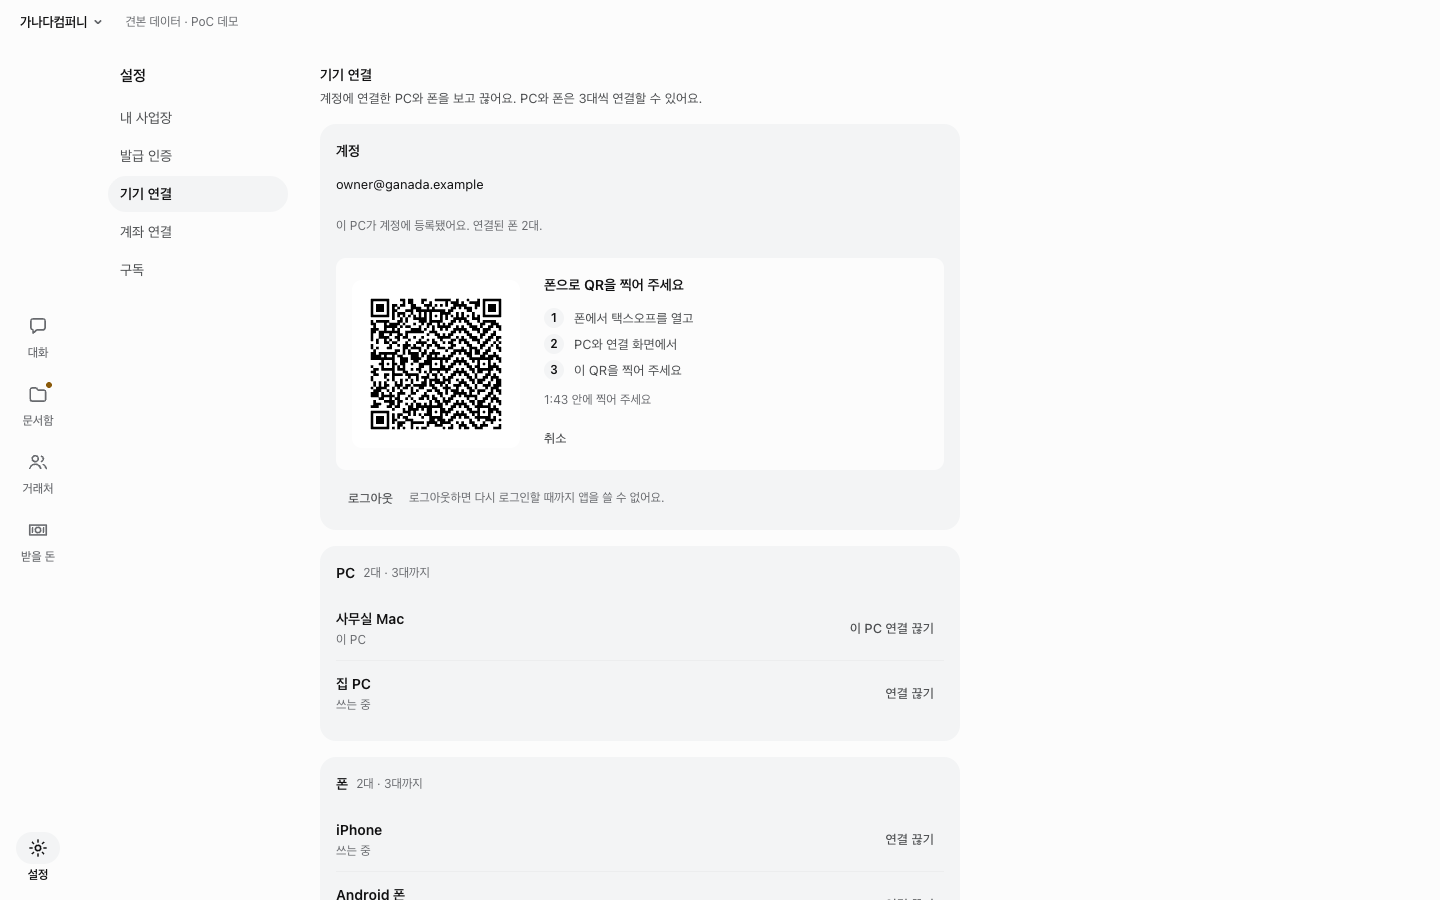 가나다컴퍼니
견본 데이터 · PoC 데모
설정
내 사업장
발급 인증
기기 연결
계좌 연결
구독
대화
문서함
거래처
받을 돈
설정
기기 연결
계정에 연결한 PC와 폰을 보고 끊어요. PC와 폰은 3대씩 연결할 수 있어요.
계정
owner@ganada.example
이 PC가 계정에 등록됐어요. 연결된 폰 2대.
폰으로 QR을 찍어 주세요
1 폰에서 택스오프를 열고
2 PC와 연결 화면에서
3 이 QR을 찍어 주세요
1:43 안에 찍어 주세요
취소
로그아웃 로그아웃하면 다시 로그인할 때까지 앱을 쓸 수 없어요.
PC 2대 · 3대까지
사무실 Mac
이 PC
이 PC 연결 끊기
집 PC
쓰는 중
연결 끊기
폰 2대 · 3대까지
iPhone
쓰는 중
연결 끊기
Android 폰